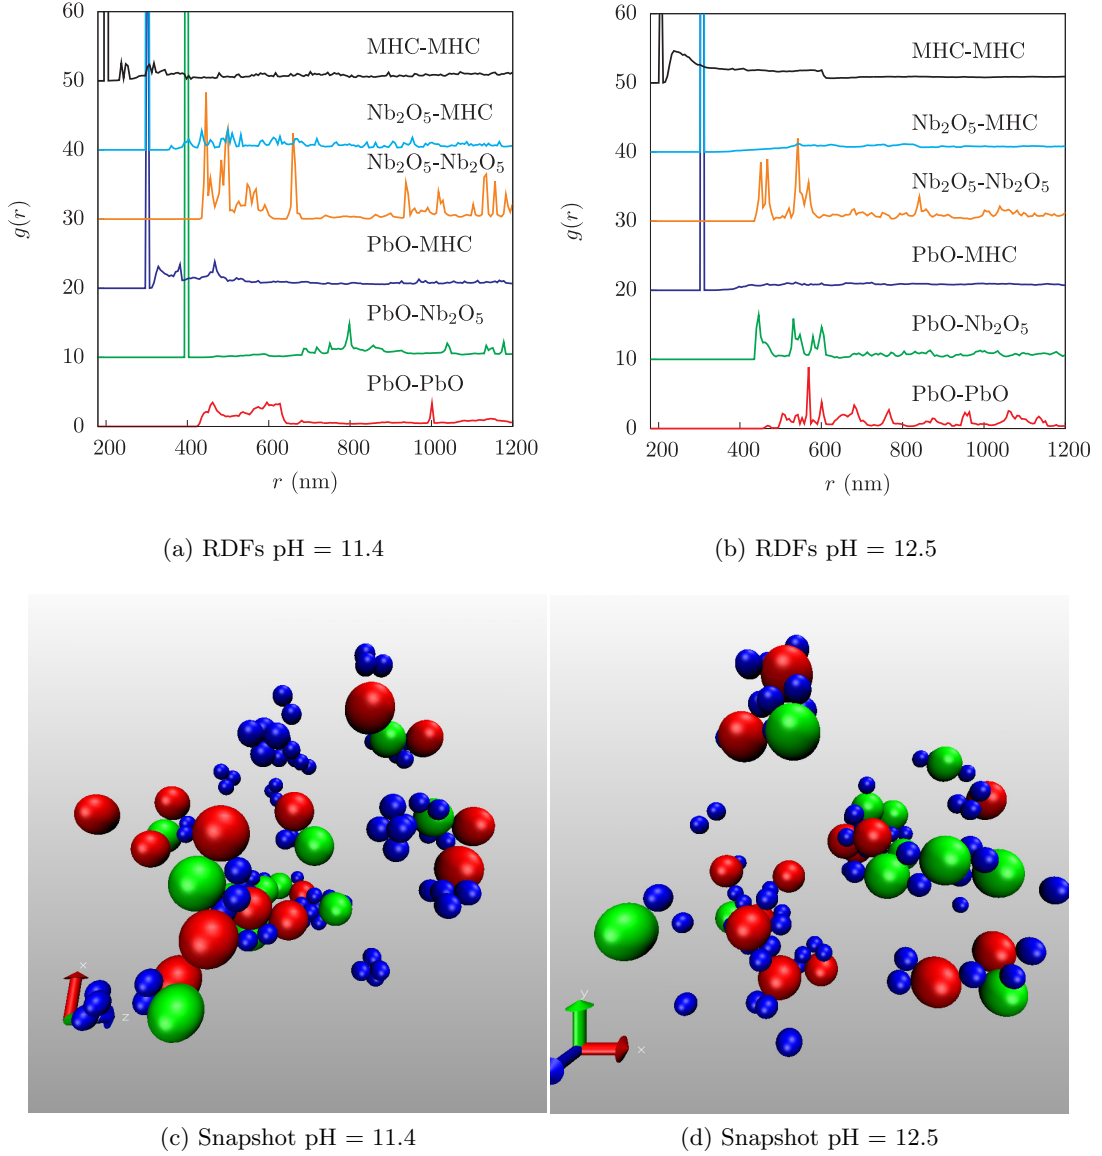 60
50
40
30
20
10
0
g(r)
MHC-MHC
Nb₂O₅-MHC
Nb₂O₅-Nb₂O₅
PbO-MHC
PbO-Nb₂O₅
PbO-PbO
200 400 600 800 1000 1200
r (nm)
(a) RDFs pH = 11.4
60
50
40
30
20
10
0
g(r)
MHC-MHC
Nb₂O₅-MHC
Nb₂O₅-Nb₂O₅
PbO-MHC
PbO-Nb₂O₅
PbO-PbO
200 400 600 800 1000 1200
r (nm)
(b) RDFs pH = 12.5
x
z
(c) Snapshot pH = 11.4
y
x
(d) Snapshot pH = 12.5